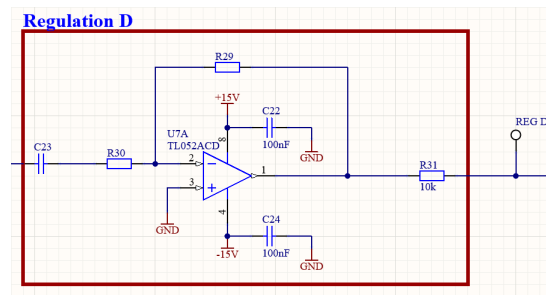 Regulation D
R29
+15V
C22
100nF
GND
U7A
TL052ACD
C23
R30
2
3
8
1
4
GND
R31
10k
REG D
C24
100nF
-15V
GND